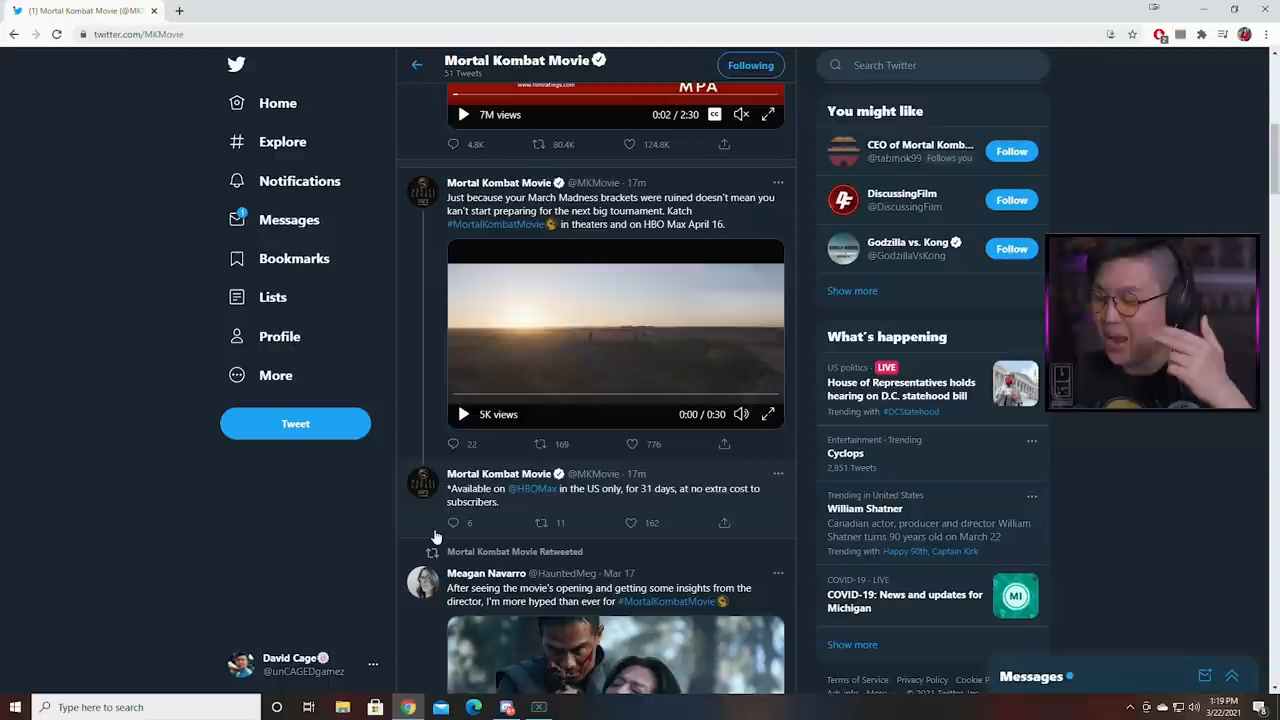 (1) Mortal Kombat Movie (@MK
twitter.com/MKMovie
2
Home
Explore
Notifications
1
Messages
Bookmarks
Lists
Profile
More
Tweet
David Cage
@unCAGEDgamez
Mortal Kombat Movie
51 Tweets
Following
www.filmratings.com
MPA
7M views
0:02 / 2:30
CC
4.8K
80.4K
124.8K
Mortal Kombat Movie @MKMovie · 17m
Just because your March Madness brackets were ruined doesn't mean you
kan't start preparing for the next big tournament. Katch
#MortalKombatMovie in theaters and on HBO Max April 16.
5K views
0:00 / 0:30
22
169
776
Mortal Kombat Movie @MKMovie · 17m
*Available on @HBOMax in the US only, for 31 days, at no extra cost to
subscribers.
6
11
162
Mortal Kombat Movie Retweeted
Meagan Navarro @HauntedMeg · Mar 17
After seeing the movie's opening and getting some insights from the
director, I'm more hyped than ever for #MortalKombatMovie
Search Twitter
You might like
CEO of Mortal Komb...
@tabmok99 Follows you
Follow
DiscussingFilm
@DiscussingFilm
Follow
Godzilla vs. Kong
@GodzillaVsKong
Follow
Show more
What's happening
US politics · LIVE
House of Representatives holds
hearing on D.C. statehood bill
Trending with #DCStatehood
Entertainment · Trending
Cyclops
2,851 Tweets
Trending in United States
William Shatner
Canadian actor, producer and director William
Shatner turns 90 years old on March 22
Trending with Happy 90th, Captain Kirk
COVID-19 · LIVE
COVID-19: News and updates for
Michigan
MI
Show more
Terms of Service Privacy Policy Cookie P
Messages
Type here to search
1:19 PM
3/22/2021